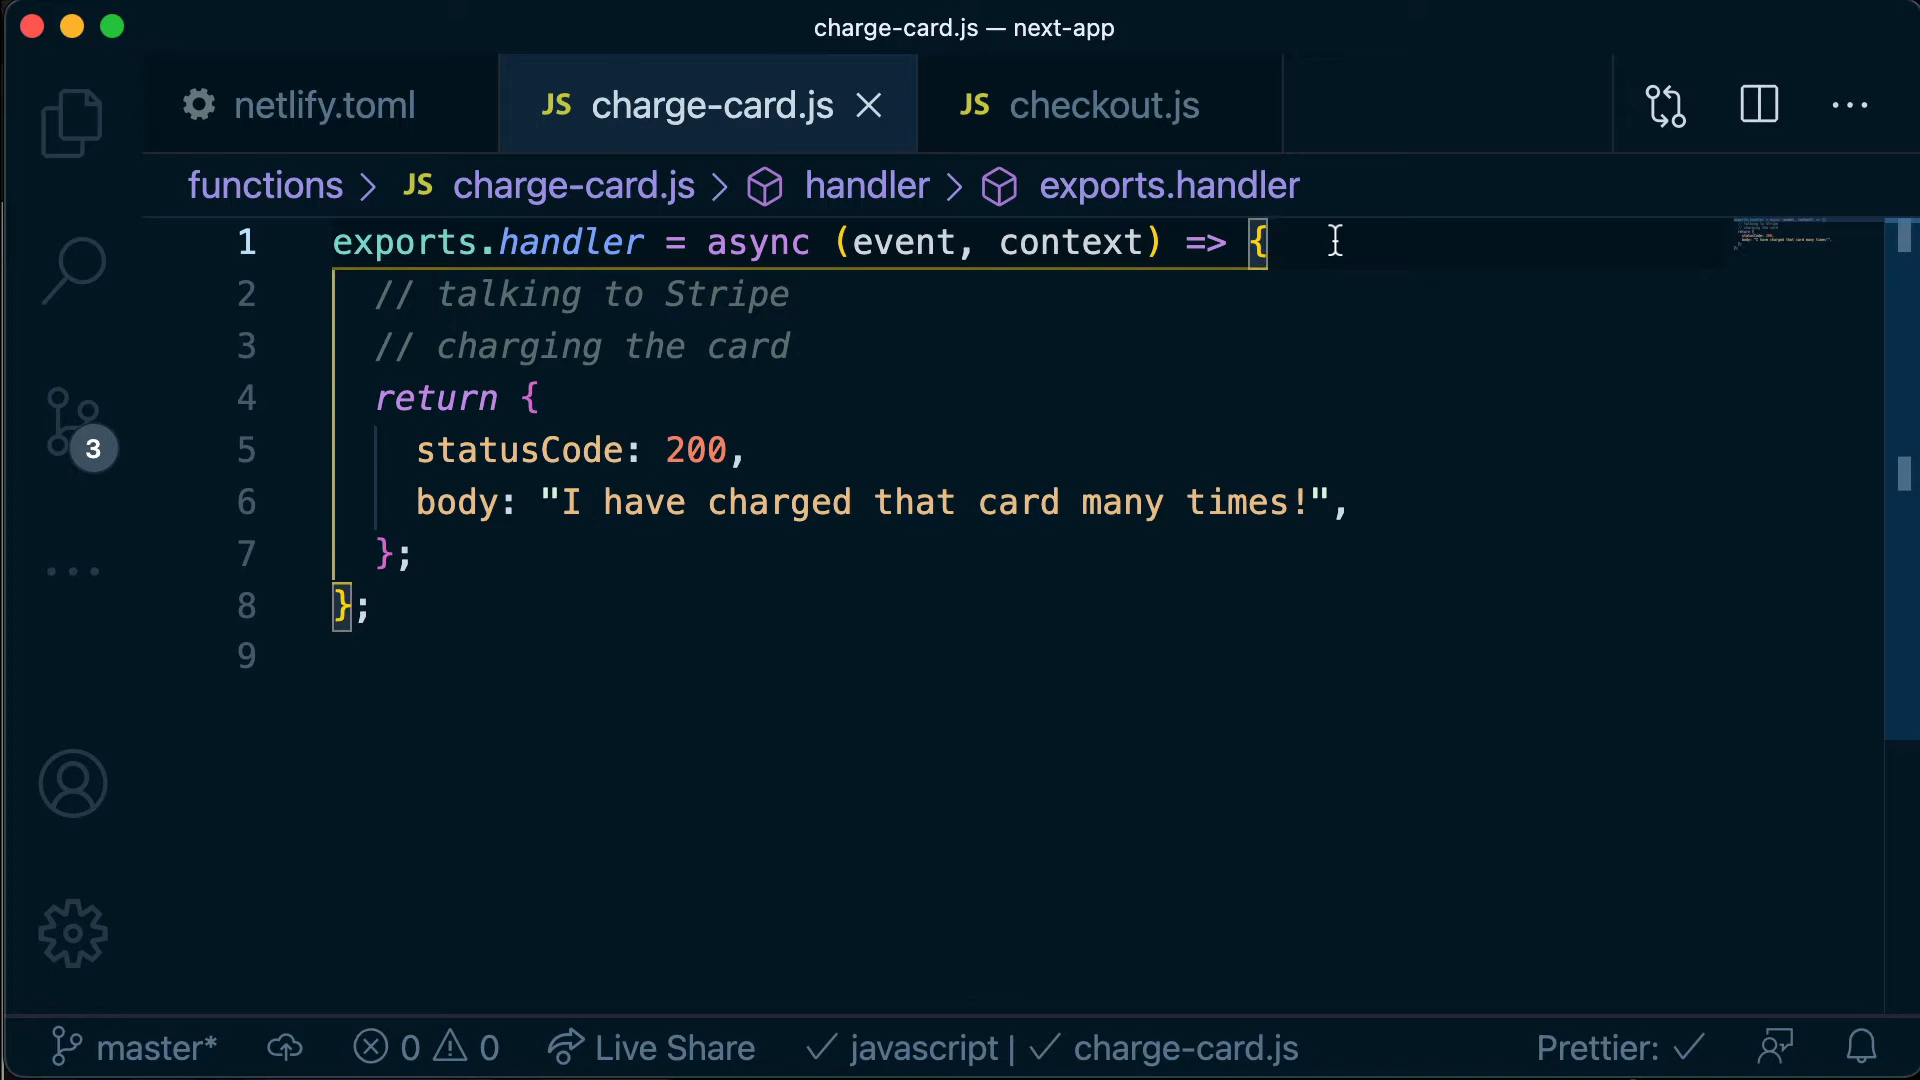 charge-card.js — next-app
netlify.toml
JS charge-card.js
JS checkout.js
functions > JS charge-card.js > handler > exports.handler
1 exports.handler = async (event, context) => {
2 // talking to Stripe
3 // charging the card
4 return {
5 statusCode: 200,
6 body: "I have charged that card many times!",
7 };
8 };
9
3
master* 0 0 Live Share javascript | charge-card.js Prettier: